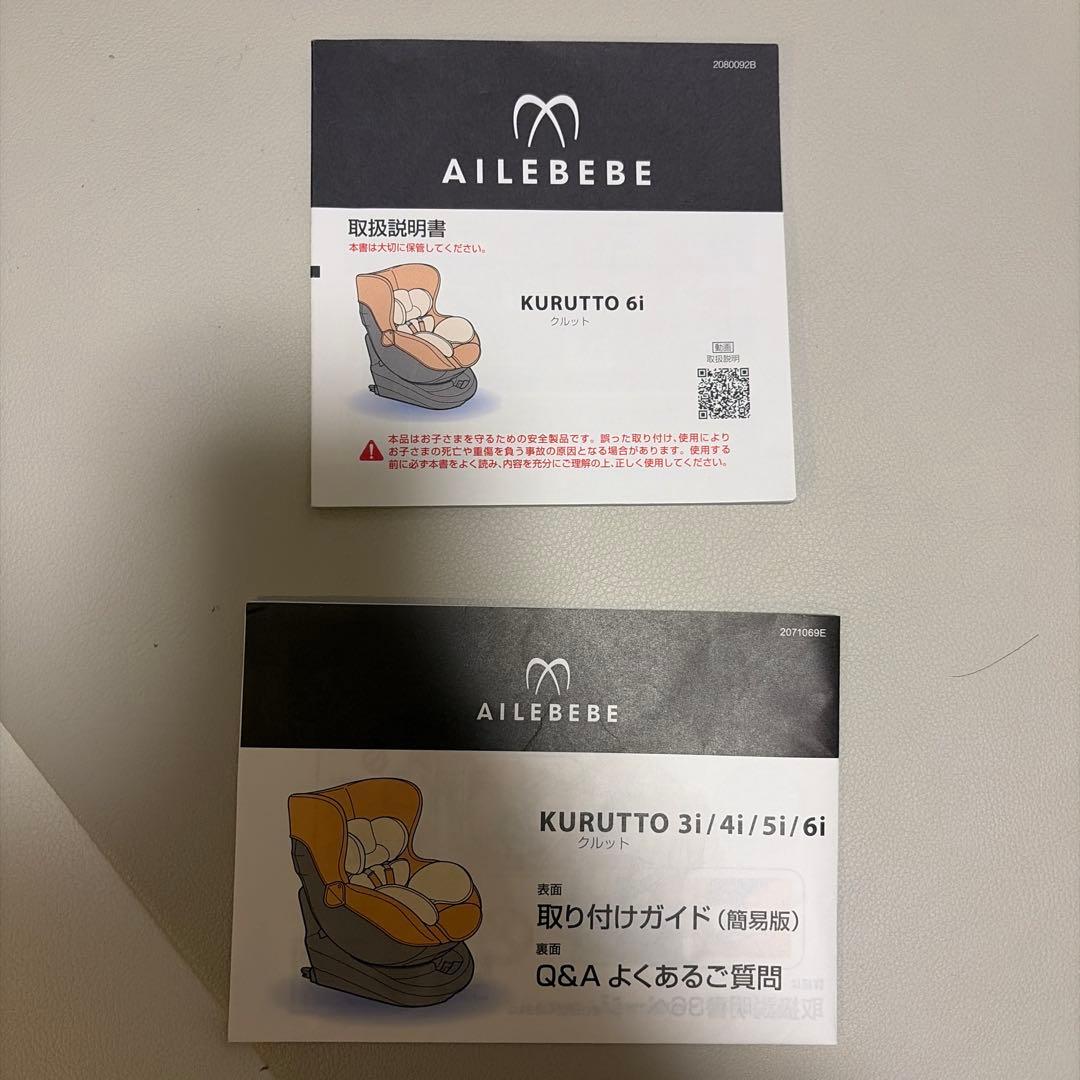 2080092B
AILEBEBE
取扱説明書
本書は大切に保管してください。
KURUTTO 6i
クルット
動画
取扱説明
本品はお子さまを守るための安全製品です。誤った取り付け、使用により
お子さまの死亡や重傷を負う事故の原因となる場合があります。使用する
前に必ず本書をよく読み、内容を充分にご理解の上、正しく使用してください。
2071069E
AILEBEBE
KURUTTO 3i/4i/5i/6i
クルット
表面
取り付けガイド(簡易版)
裏面
Q&A よくあるご質問